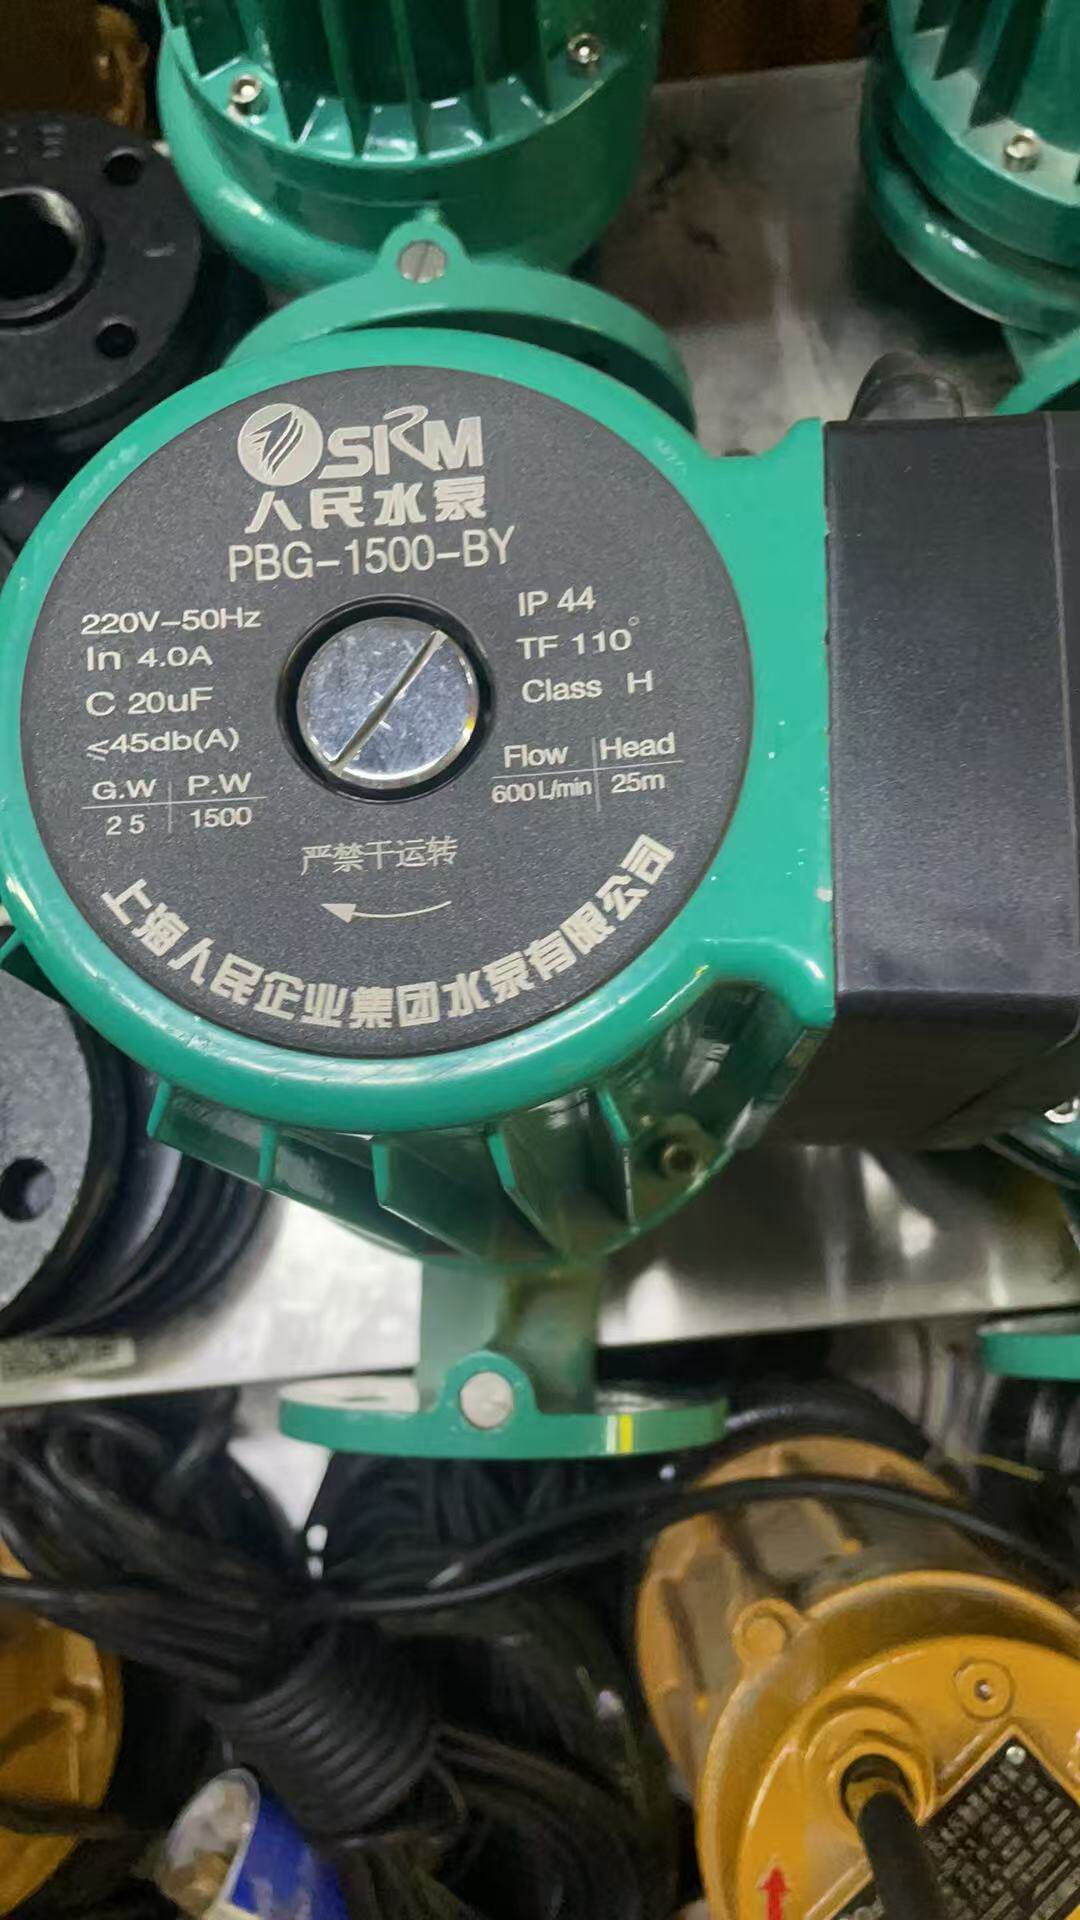 SRM
人民水泵
PBG-1500-BY
220V-50Hz
In 4.0A
C 20uF
≤45db(A)
G.W P.W
25 1500
IP 44
TF 110°
Class H
Flow Head
600L/min 25m
严禁干运转
上海人民企业集团水泵有限公司